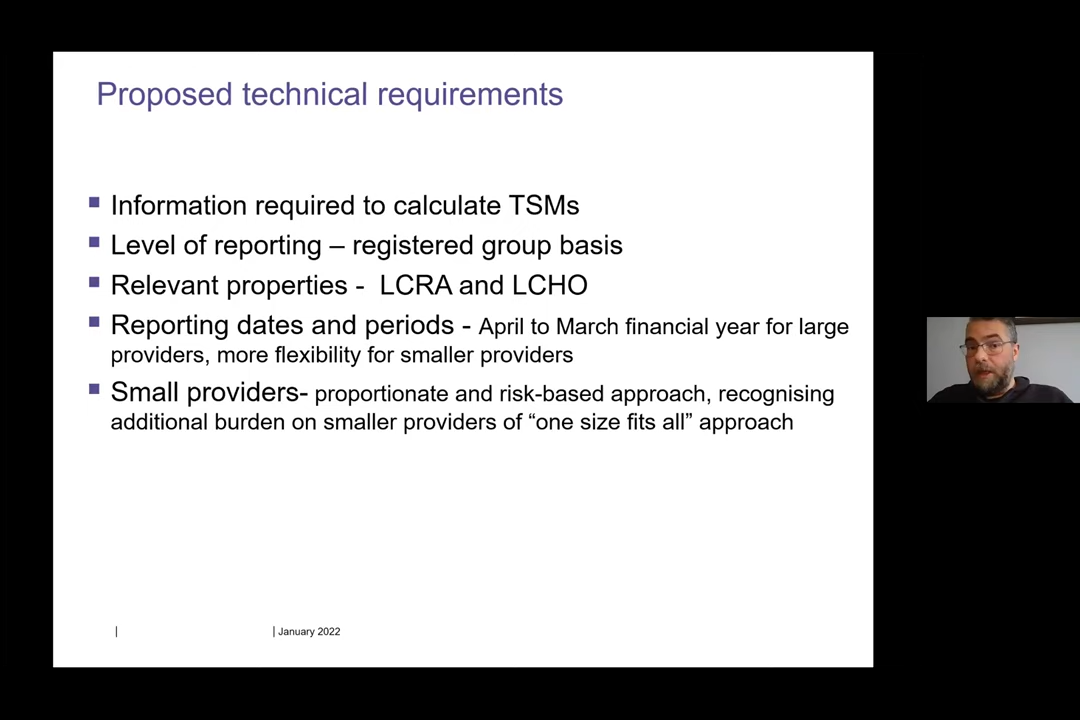 Proposed technical requirements
Information required to calculate TSMs
Level of reporting – registered group basis
Relevant properties -  LCRA and LCHO
Reporting dates and periods - April to March financial year for large
providers, more flexibility for smaller providers
Small providers- proportionate and risk-based approach, recognising
additional burden on smaller providers of “one size fits all” approach
| | January 2022